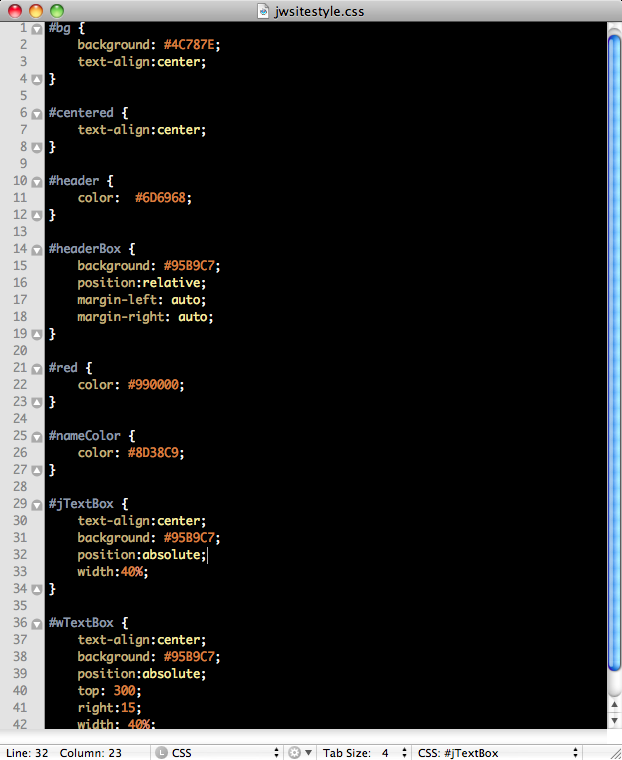 jwsitestyle.css
1 #bg {
2     background: #4C787E;
3     text-align:center;
4 }
5
6 #centered {
7     text-align:center;
8 }
9
10 #header {
11     color:  #6D6968;
12 }
13
14 #headerBox {
15     background: #95B9C7;
16     position:relative;
17     margin-left: auto;
18     margin-right: auto;
19 }
20
21 #red {
22     color: #990000;
23 }
24
25 #nameColor {
26     color: #8D38C9;
27 }
28
29 #jTextBox {
30     text-align:center;
31     background: #95B9C7;
32     position:absolute;
33     width:40%;
34 }
35
36 #wTextBox {
37     text-align:center;
38     background: #95B9C7;
39     position:absolute;
40     top: 300;
41     right:15;
42     width: 40%;
Line: 32 Column: 23 L CSS Tab Size: 4 CSS: #jTextBox